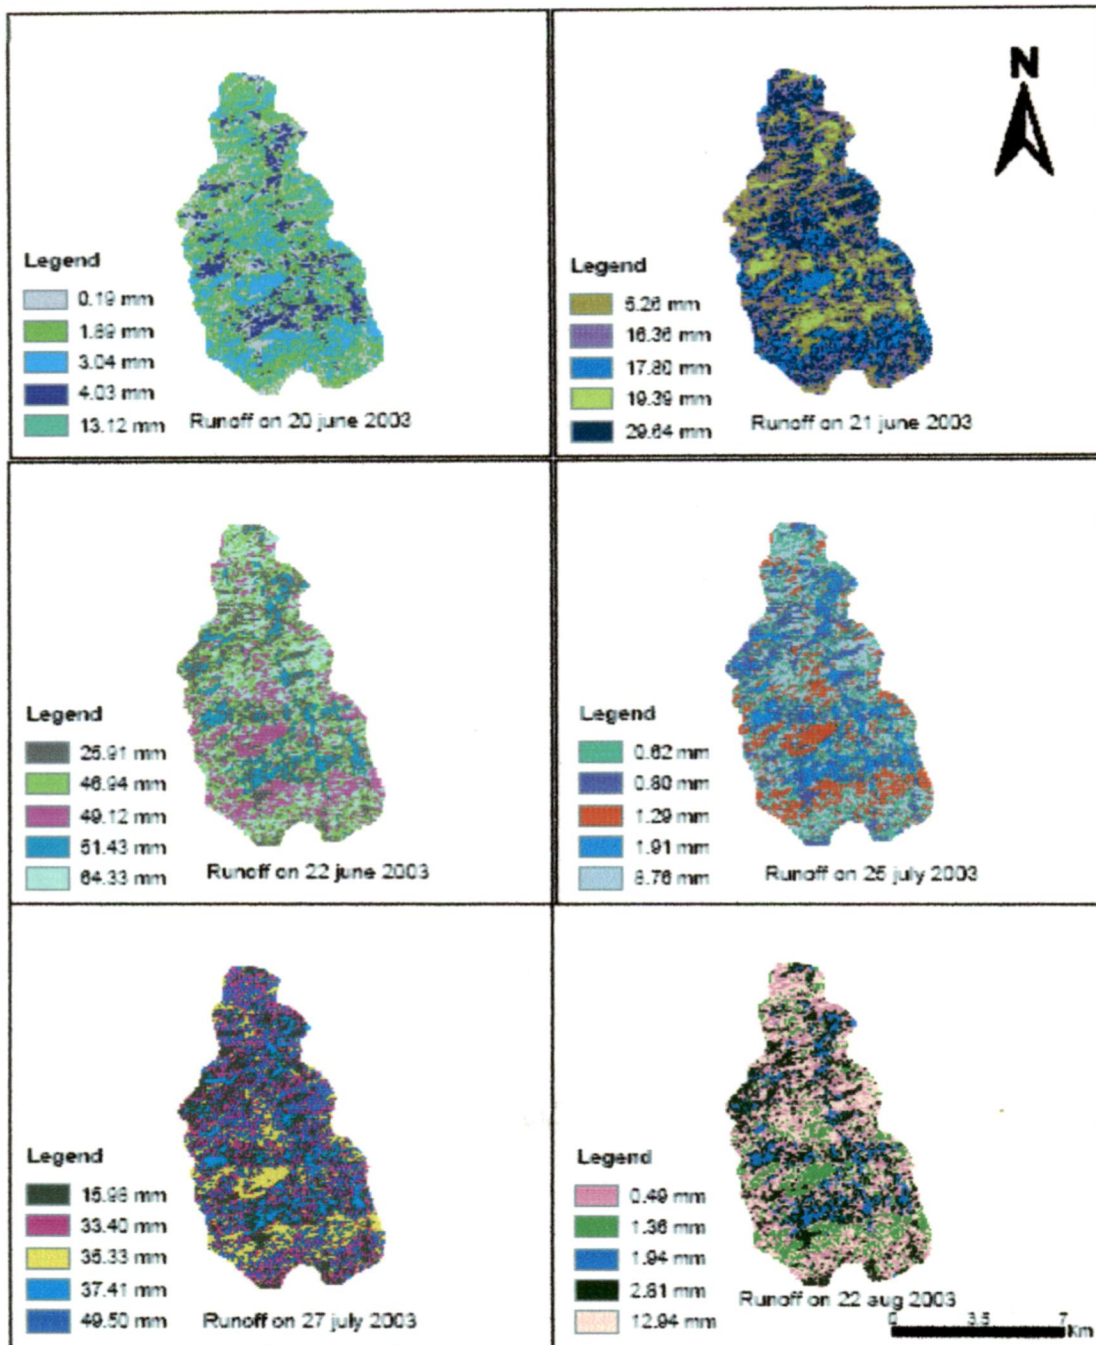 N
Legend
0.19 mm
1.89 mm
3.04 mm
4.03 mm
13.12 mm
Runoff on 20 june 2003
Legend
5.26 mm
16.36 mm
17.80 mm
19.39 mm
29.64 mm
Runoff on 21 june 2003
Legend
25.91 mm
46.94 mm
49.12 mm
51.43 mm
64.33 mm
Runoff on 22 june 2003
Legend
0.62 mm
0.80 mm
1.29 mm
1.91 mm
8.76 mm
Runoff on 25 july 2003
Legend
15.98 mm
33.40 mm
35.33 mm
37.41 mm
49.50 mm
Runoff on 27 july 2003
Legend
0.49 mm
1.36 mm
1.94 mm
2.81 mm
12.94 mm
Runoff on 22 aug 2003
0 3.5 7
Km